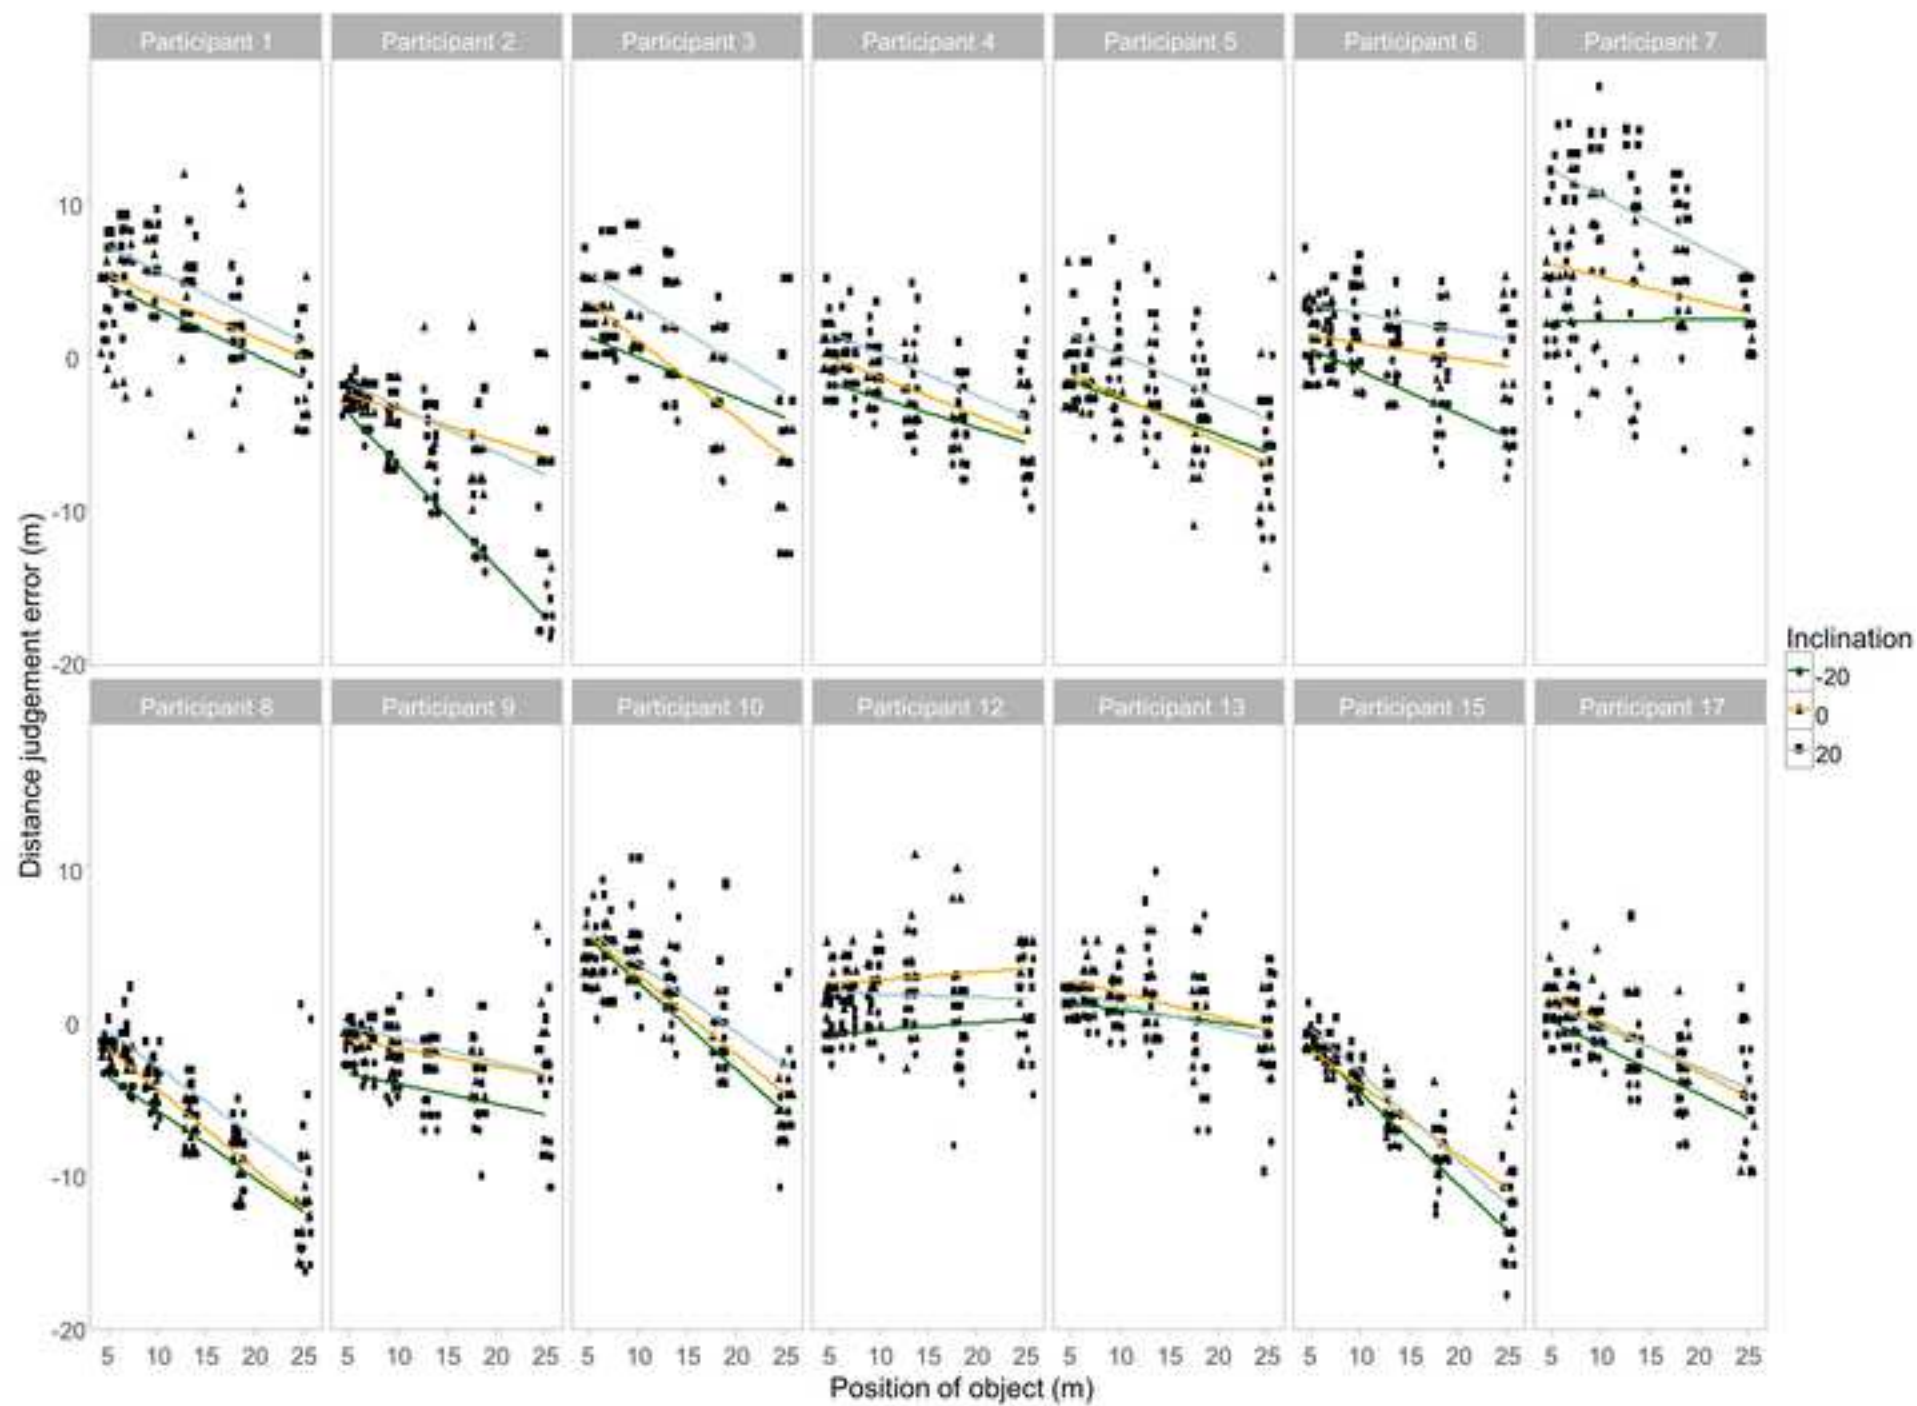 Participant 1 Participant 2 Participant 3 Participant 4 Participant 5 Participant 6 Participant 7
10
0
-10
-20
Participant 8 Participant 9 Participant 10 Participant 12 Participant 13 Participant 15 Participant 17
10
0
-10
-20
5 10 15 20 25 5 10 15 20 25 5 10 15 20 25 5 10 15 20 25 5 10 15 20 25 5 10 15 20 25 5 10 15 20 25
Position of object (m)
Distance judgement error (m)
Inclination
-20
0
20